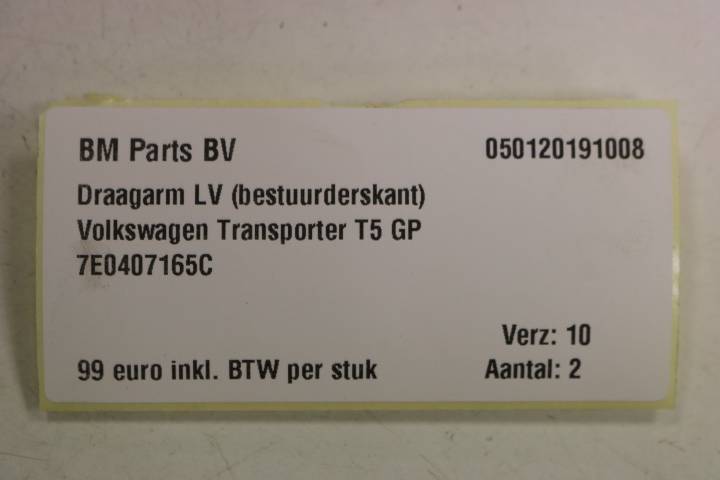 BM Parts BV 050120191008
Draagarm LV (bestuurderskant)
Volkswagen Transporter T5 GP
7E0407165C
Verz: 10
99 euro inkl. BTW per stuk Aantal: 2